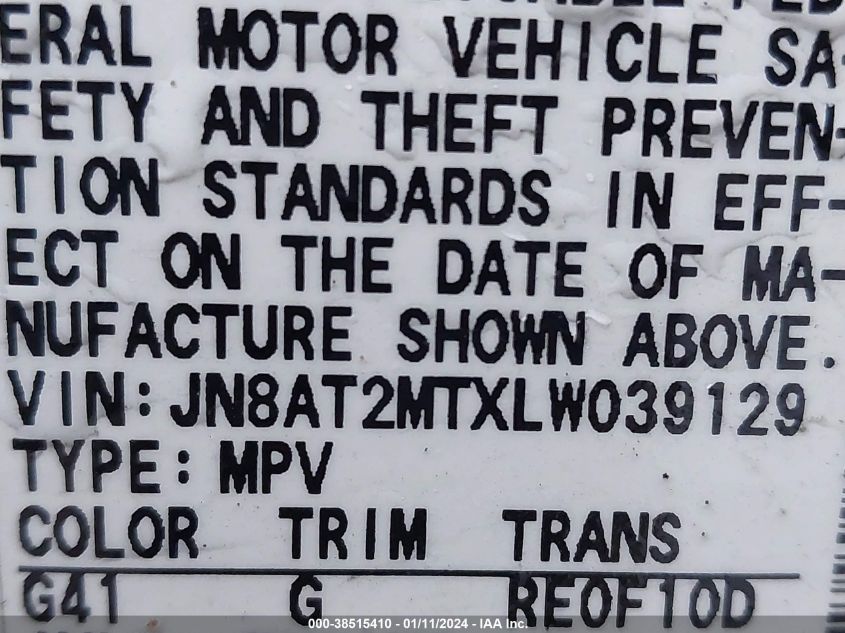 ERAL MOTOR VEHICLE SA-
FETY AND THEFT PREVEN-
TION STANDARDS IN EFF-
ECT ON THE DATE OF MA-
NUFACTURE SHOWN ABOVE.
VIN:JN8AT2MTXLW039129
TYPE:MPV
COLOR TRIM TRANS
G41 G RE0F10D
000-38515410 - 01/11/2024 - © IAA Inc.